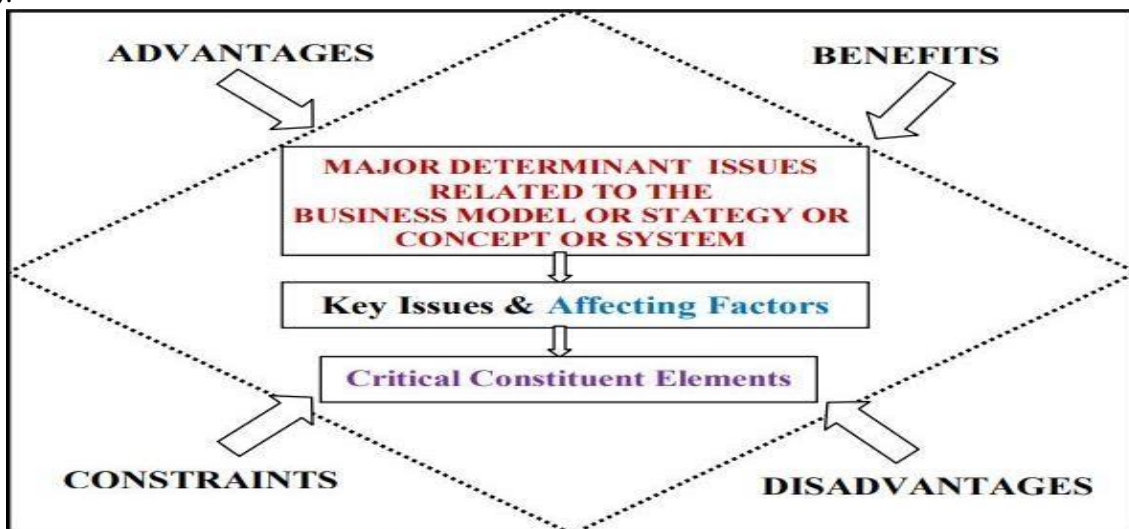 ADVANTAGES
BENEFITS
MAJOR DETERMINANT ISSUES
RELATED TO THE
BUSINESS MODEL OR STATEGY OR
CONCEPT OR SYSTEM
Key Issues & Affecting Factors
Critical Constituent Elements
CONSTRAINTS
DISADVANTAGES